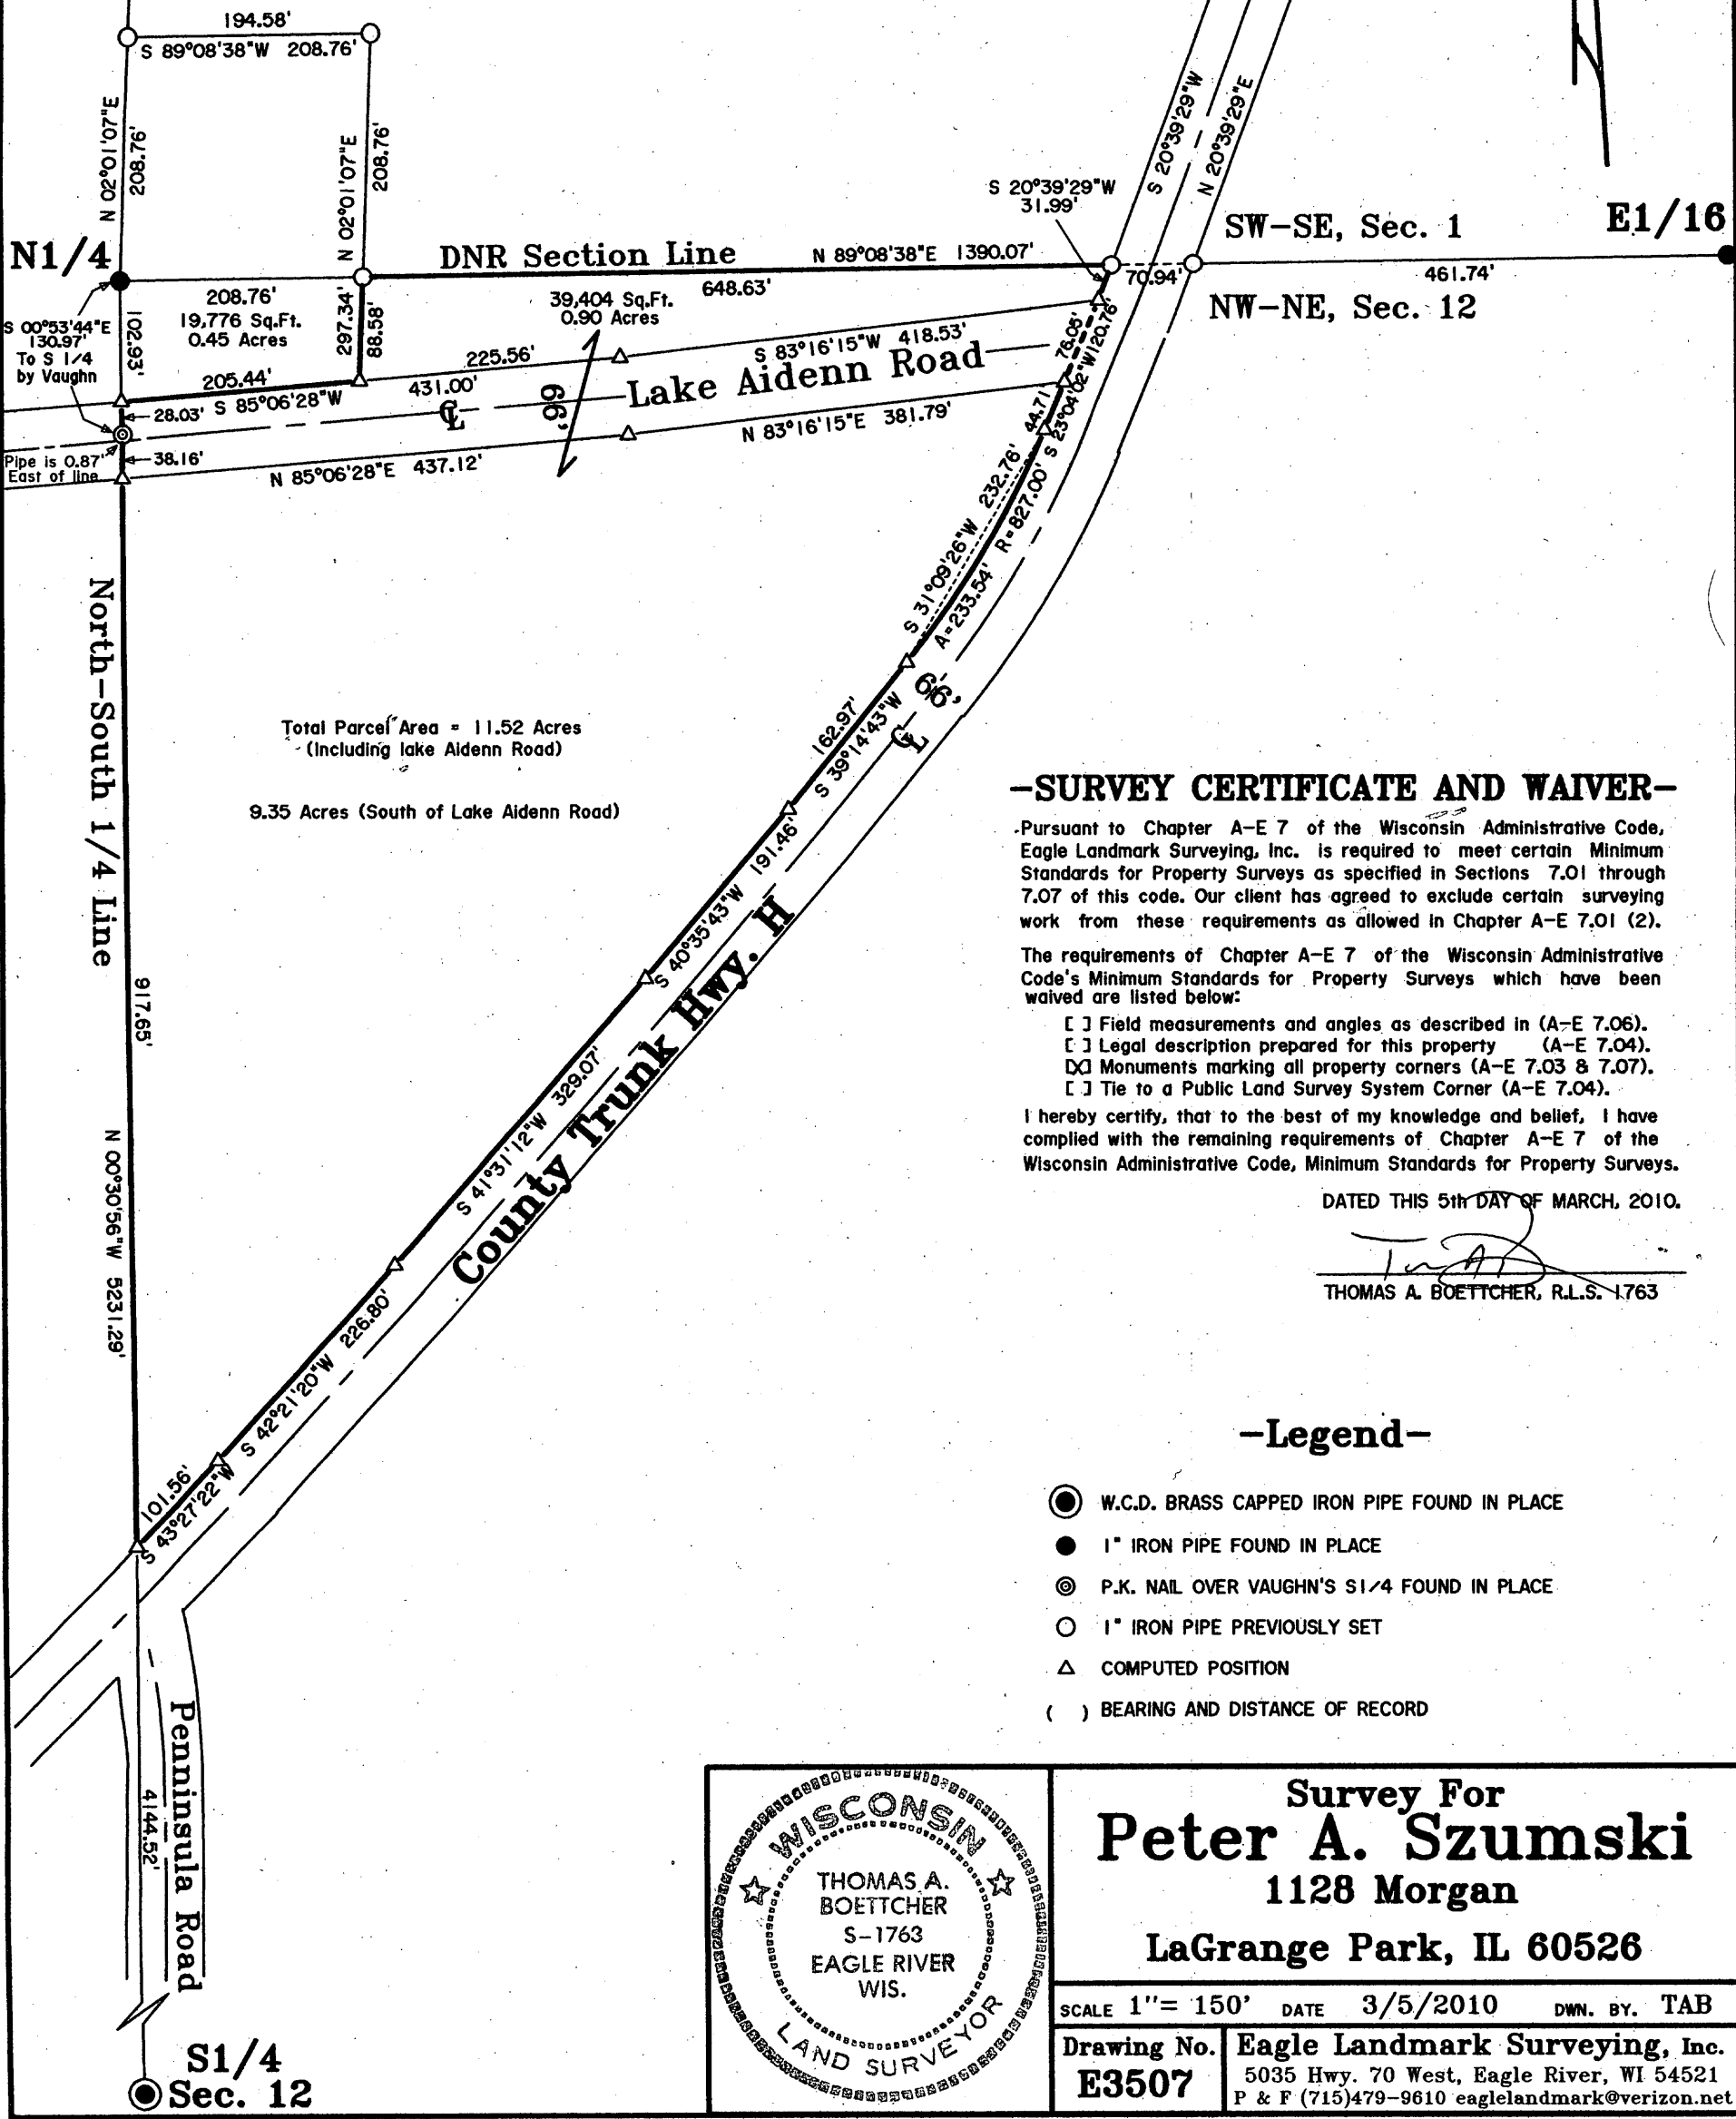 194.58'
S 89°08'38"W 208.76'
N 02°01'07"E
208.76'
N 02°01'07"E
208.76'
S 20°39'29"W
N 20°39'29"E
S 20°39'29"W
31.99'
N1/4
DNR Section Line
N 89°08'38"E 1390.07'
SW-SE, Sec. 1
E1/16
70.94'
461.74'
NW-NE, Sec. 12
208.76'
19,776 Sq.Ft.
0.45 Acres
648.63'
39,404 Sq.Ft.
0.90 Acres
S 00°53'44"E
130.97'
To S 1/4
by Vaughn
102.93'
297.34'
88.58'
225.56'
S 83°16'15"W 418.53'
205.44'
S 85°06'28"W
431.00'
Lake Aidenn Road
76.05'
120.76'
S 23°04'02"W
44.71'
28.03'
CL
66'
N 83°16'15"E 381.79'
Pipe is 0.87'
East of line
38.16'
N 85°06'28"E 437.12'
S 31°09'26"W 232.76'
A=233.54' R=827.00'
North-South 1/4 Line
66'
CL
162.97'
S 39°14'43"W
Total Parcel Area = 11.52 Acres
(Including lake Aidenn Road)
9.35 Acres (South of Lake Aidenn Road)
S 40°35'43"W 191.46'
917.65'
N 00°30'56"W 5231.29'
S 41°31'12"W 329.07'
County Trunk Hwy. H
S 42°21'20"W 226.80'
101.56'
S 43°27'22"W
Penninsula Road
4144.52'
S1/4
Sec. 12
-SURVEY CERTIFICATE AND WAIVER-
Pursuant to Chapter A-E 7 of the Wisconsin Administrative Code,
Eagle Landmark Surveying, Inc. is required to meet certain Minimum
Standards for Property Surveys as specified in Sections 7.01 through
7.07 of this code. Our client has agreed to exclude certain surveying
work from these requirements as allowed in Chapter A-E 7.01 (2).
The requirements of Chapter A-E 7 of the Wisconsin Administrative
Code's Minimum Standards for Property Surveys which have been
waived are listed below:
[ ] Field measurements and angles as described in (A-E 7.06).
[ ] Legal description prepared for this property (A-E 7.04).
[X] Monuments marking all property corners (A-E 7.03 & 7.07).
[ ] Tie to a Public Land Survey System Corner (A-E 7.04).
I hereby certify, that to the best of my knowledge and belief, I have
complied with the remaining requirements of Chapter A-E 7 of the
Wisconsin Administrative Code, Minimum Standards for Property Surveys.
DATED THIS 5th DAY OF MARCH, 2010.
THOMAS A. BOETTCHER, R.L.S. 1763
-Legend-
W.C.D. BRASS CAPPED IRON PIPE FOUND IN PLACE
1" IRON PIPE FOUND IN PLACE
P.K. NAIL OVER VAUGHN'S S1/4 FOUND IN PLACE
1" IRON PIPE PREVIOUSLY SET
COMPUTED POSITION
( ) BEARING AND DISTANCE OF RECORD
WISCONSIN
THOMAS A.
BOETTCHER
S-1763
EAGLE RIVER
WIS.
LAND SURVEYOR
Survey For
Peter A. Szumski
1128 Morgan
LaGrange Park, IL 60526
SCALE 1"= 150' DATE 3/5/2010 DWN. BY. TAB
Drawing No.
E3507
Eagle Landmark Surveying, Inc.
5035 Hwy. 70 West, Eagle River, WI 54521
P & F (715)479-9610 eaglelandmark@verizon.net